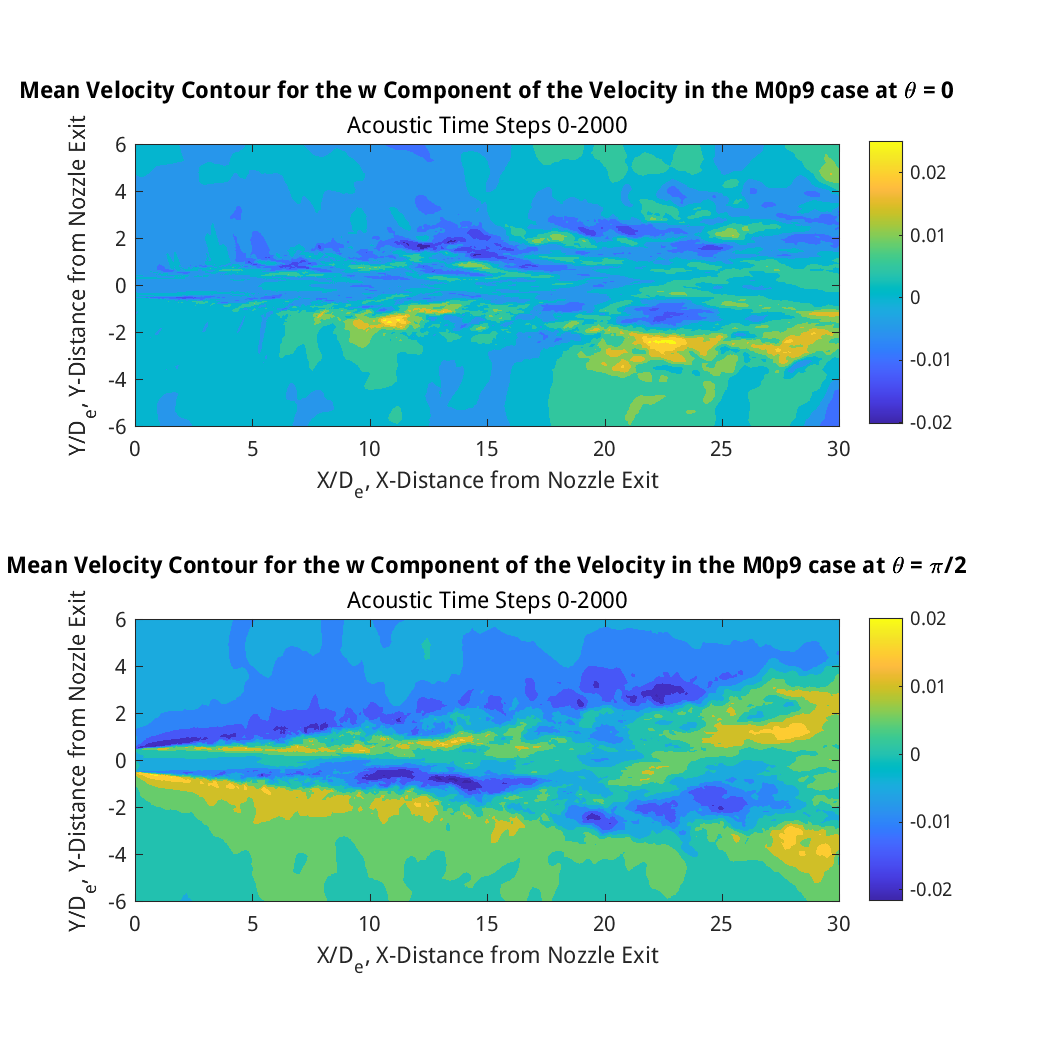 Mean Velocity Contour for the w Component of the Velocity in the M0p9 case at θ = 0
Acoustic Time Steps 0-2000
Y/D_e, Y-Distance from Nozzle Exit
6
4
2
0
-2
-4
-6
0 5 10 15 20 25 30
X/D_e, X-Distance from Nozzle Exit
0.02
0.01
0
-0.01
-0.02
Mean Velocity Contour for the w Component of the Velocity in the M0p9 case at θ = π/2
Acoustic Time Steps 0-2000
Y/D_e, Y-Distance from Nozzle Exit
6
4
2
0
-2
-4
-6
0 5 10 15 20 25 30
X/D_e, X-Distance from Nozzle Exit
0.02
0.01
0
-0.01
-0.02